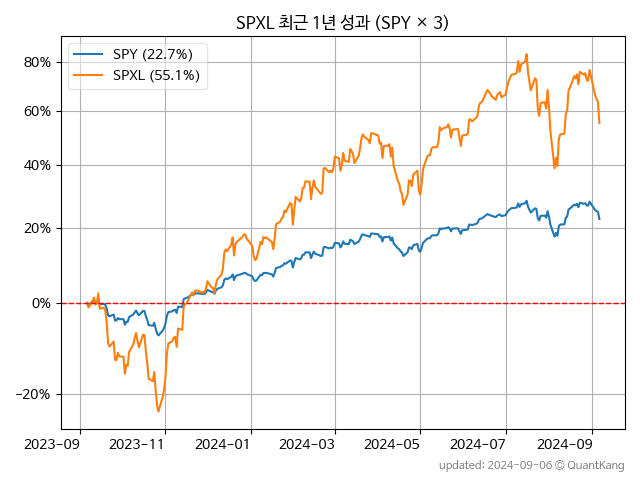 SPXL 최근 1년 성과 (SPY × 3)
SPY (22.7%)
SPXL (55.1%)
80%
60%
40%
20%
0%
−20%
2023-09 2023-11 2024-01 2024-03 2024-05 2024-07 2024-09
updated: 2024-09-06 © QuantKang